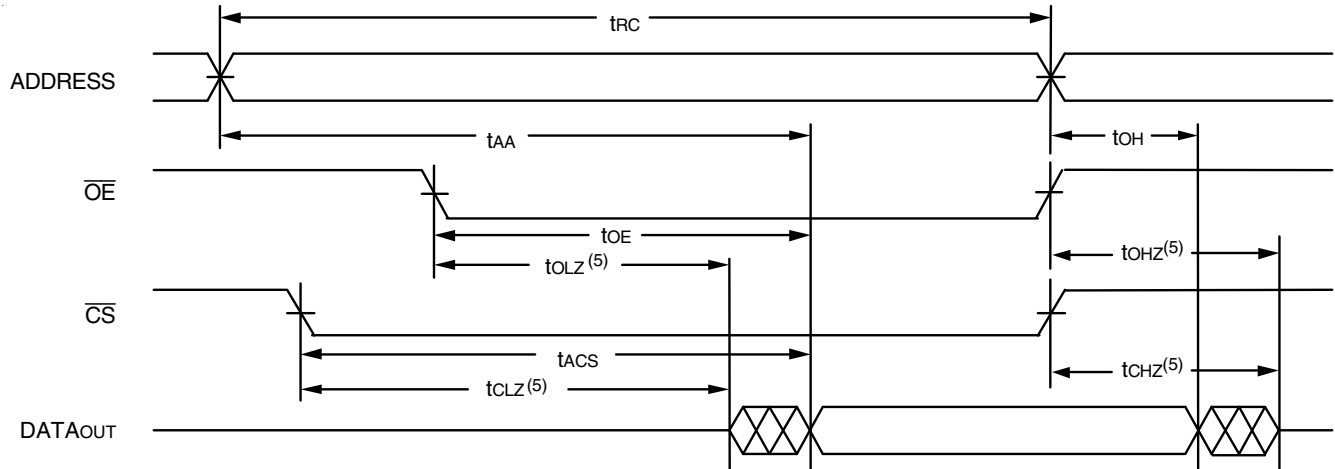 tRC
ADDRESS
tAA
tOH
OE
tOE
tOLZ(5)
tOHZ(5)
CS
tACS
tCLZ(5)
tCHZ(5)
DATAOUT